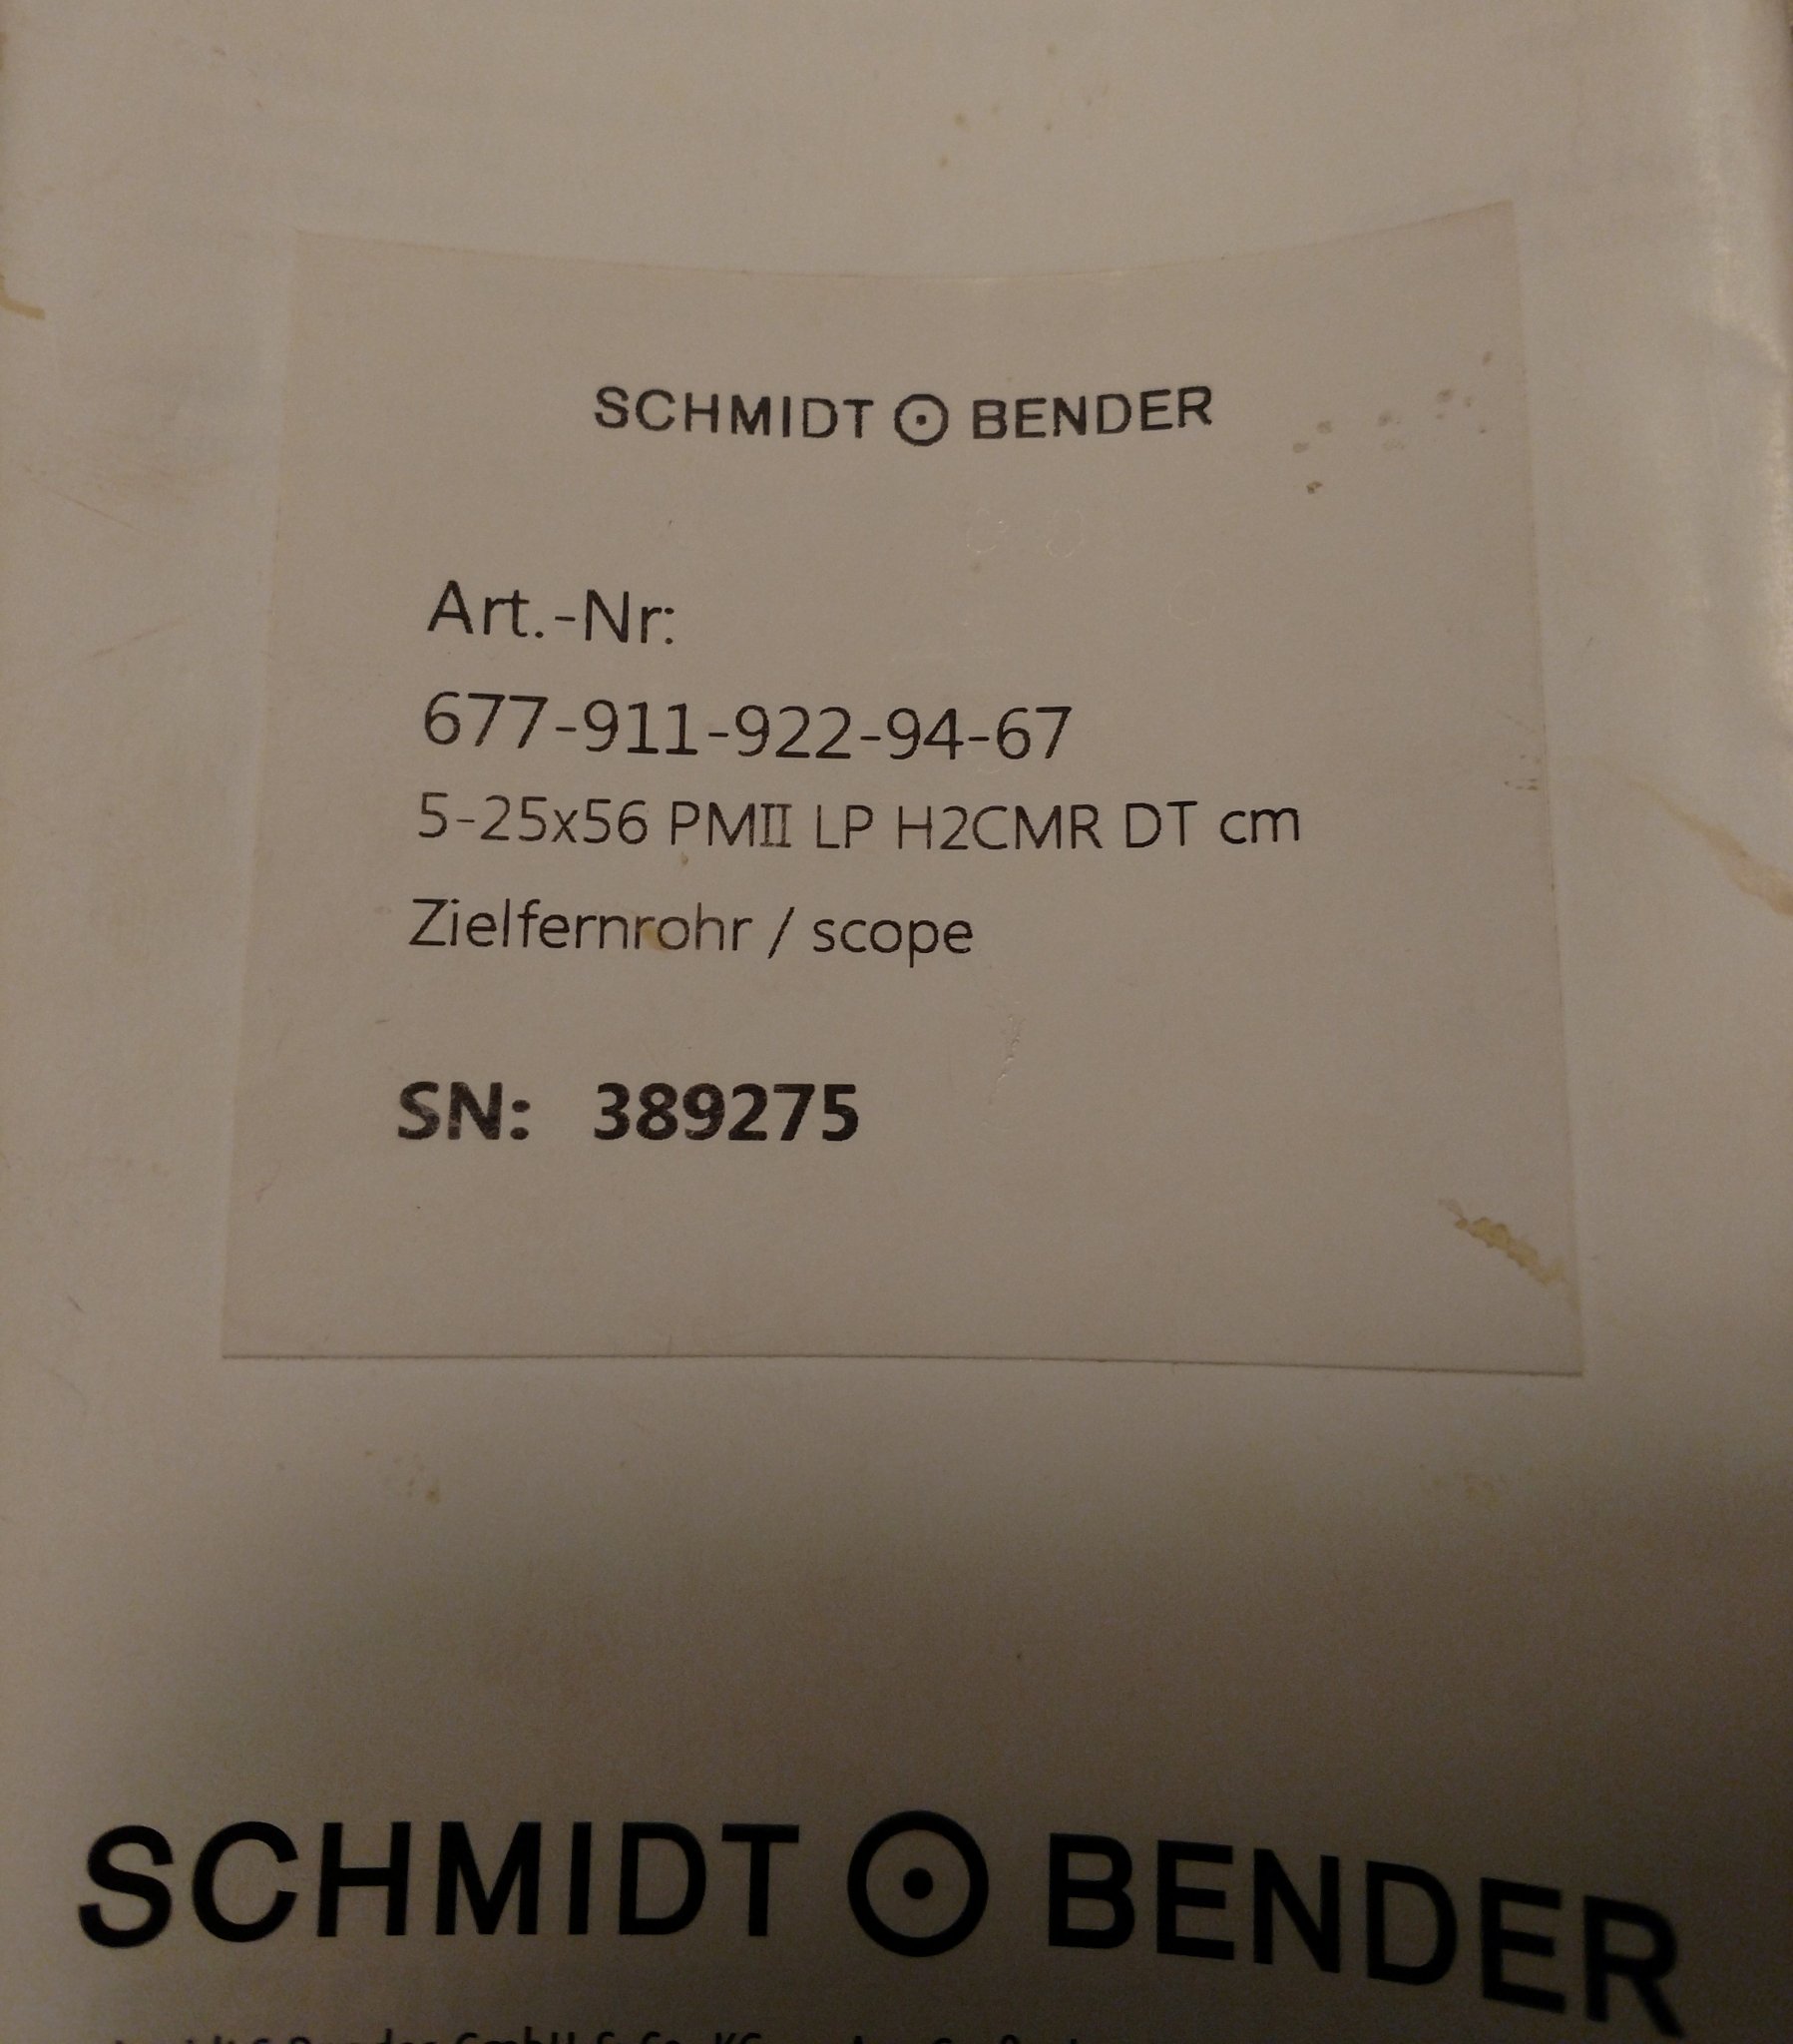 SCHMIDT BENDER
Art.-Nr:
677-911-922-94-67
5-25x56 PMII LP H2CMR DT cm
Zielfernrohr / scope
SN: 389275
SCHMIDT BENDER